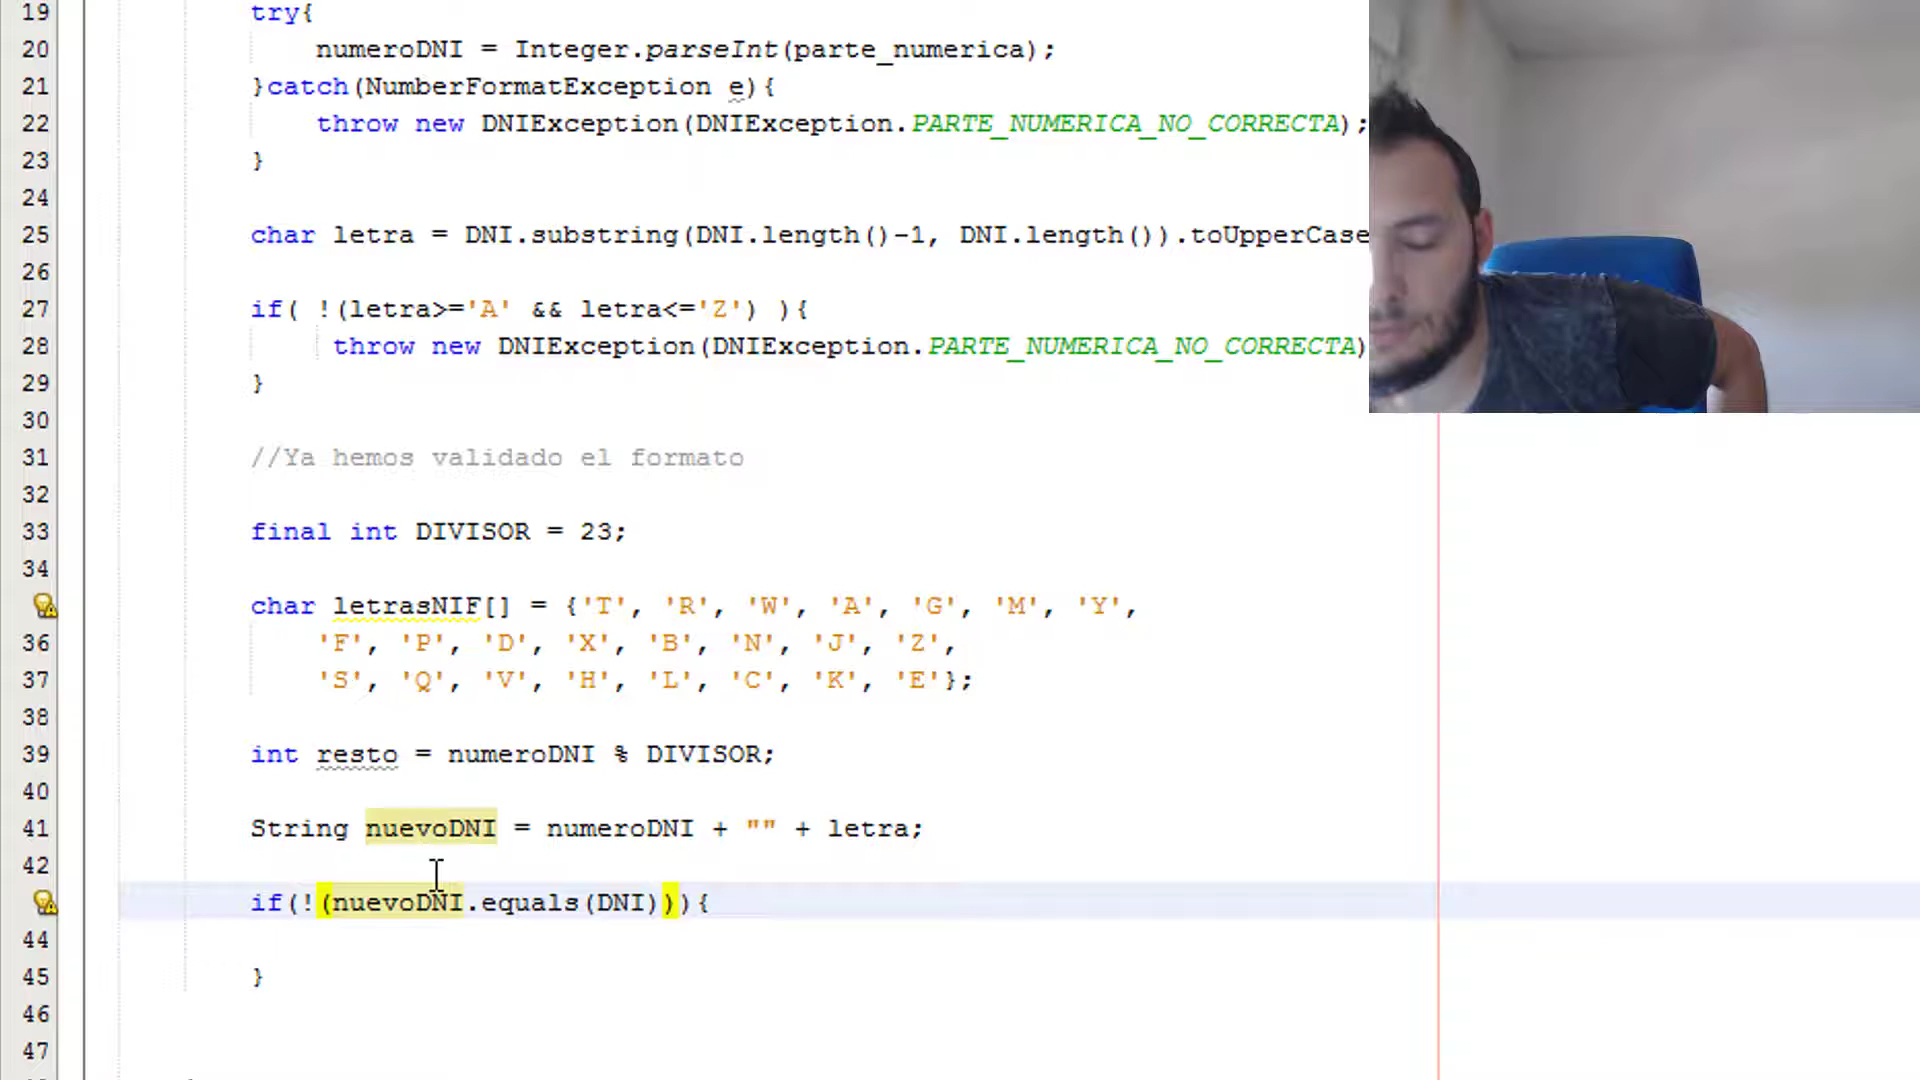 19 try{
20 numeroDNI = Integer.parseInt(parte_numerica);
21 }catch(NumberFormatException e){
22 throw new DNIException(DNIException.PARTE_NUMERICA_NO_CORRECTA);
23 }
24
25 char letra = DNI.substring(DNI.length()-1, DNI.length()).toUpperCase
26
27 if( !(letra>='A' && letra<='Z') ){
28 throw new DNIException(DNIException.PARTE_NUMERICA_NO_CORRECTA)
29 }
30
31 //Ya hemos validado el formato
32
33 final int DIVISOR = 23;
34
char letrasNIF[] = {'T', 'R', 'W', 'A', 'G', 'M', 'Y',
36 'F', 'P', 'D', 'X', 'B', 'N', 'J', 'Z',
37 'S', 'Q', 'V', 'H', 'L', 'C', 'K', 'E'};
38
39 int resto = numeroDNI % DIVISOR;
40
41 String nuevoDNI = numeroDNI + "" + letra;
42
if(!(nuevoDNI.equals(DNI))){
44
45 }
46
47